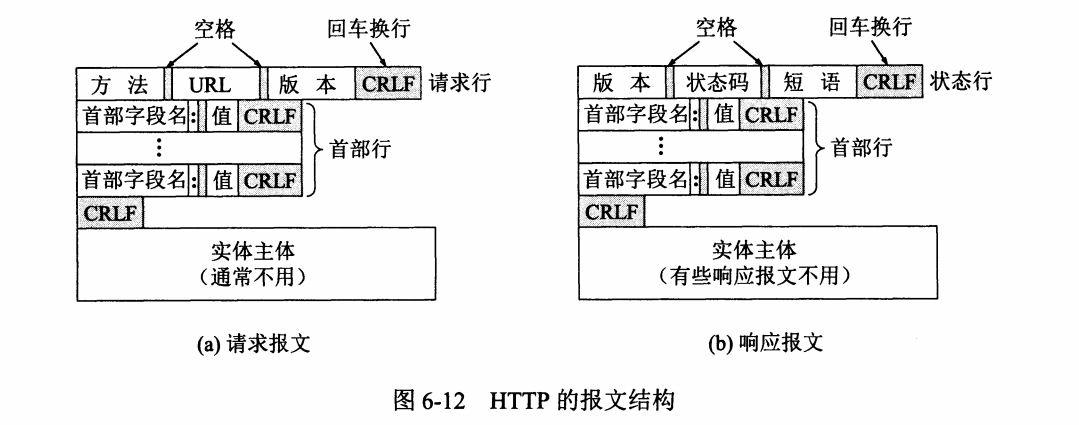 空格 回车换行
方 法 URL 版 本 CRLF 请求行
首部字段名: 值 CRLF
⋮ 首部行
首部字段名: 值 CRLF
CRLF
实体主体
（通常不用）
(a) 请求报文
空格 回车换行
版 本 状态码 短 语 CRLF 状态行
首部字段名: 值 CRLF
⋮ 首部行
首部字段名: 值 CRLF
CRLF
实体主体
（有些响应报文不用）
(b) 响应报文
图 6-12 HTTP 的报文结构